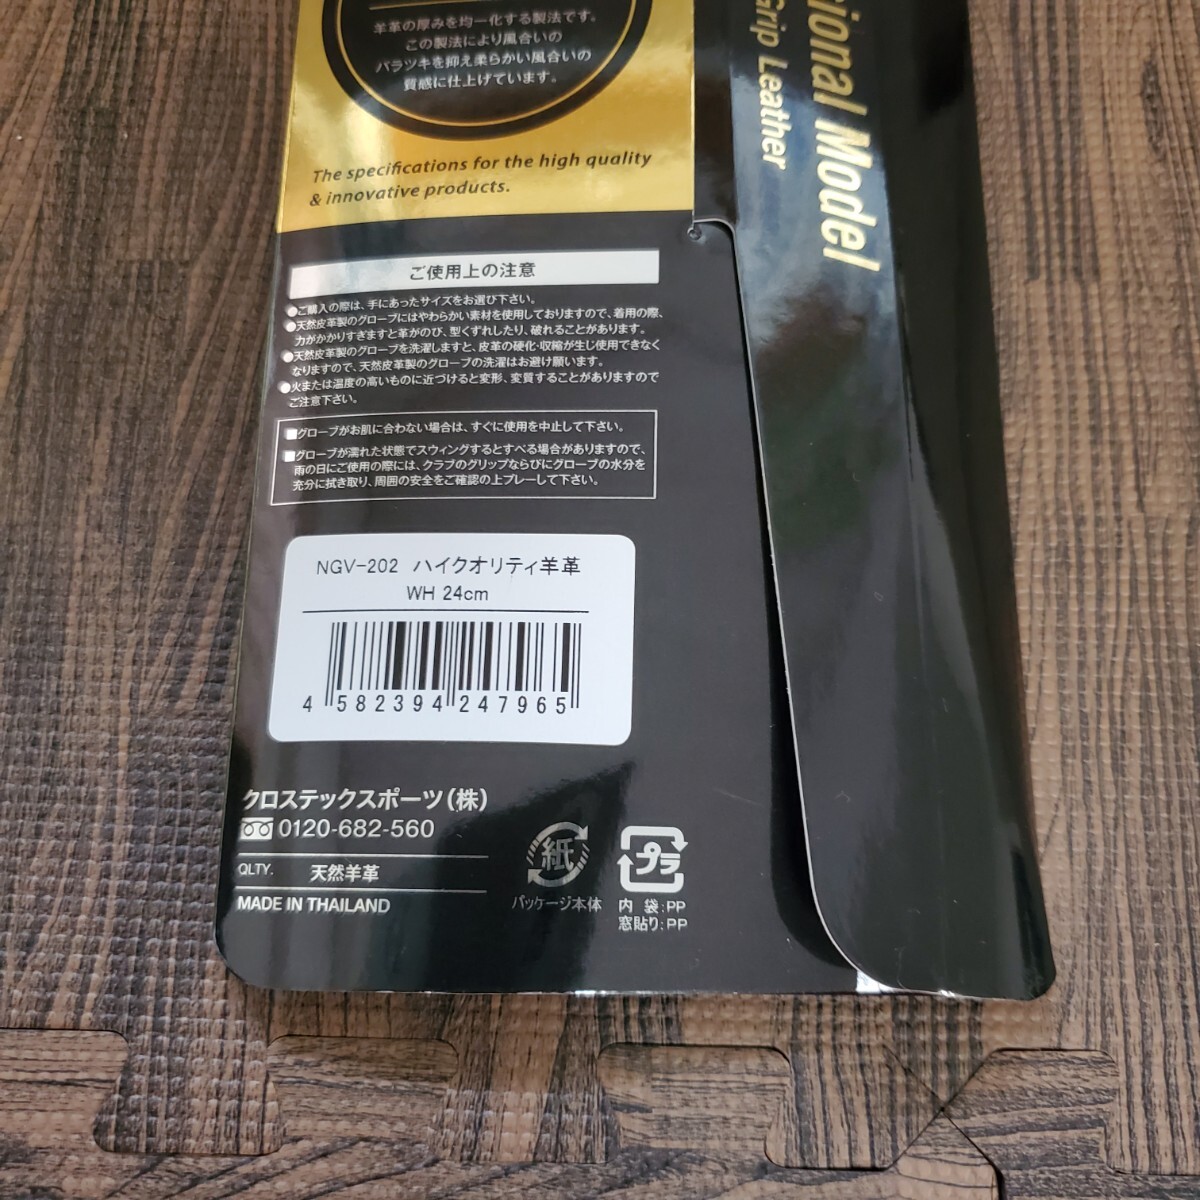 羊革の厚みを均一化する製法です。
この製法により風合いの
バラツキを抑え柔らかい風合いの
質感に仕上げています。
The specifications for the high quality
& innovative products.
sional Model
Grip Leather
ご使用上の注意
●ご購入の際は、手にあったサイズをお選び下さい。
●天然皮革製のグローブにはやわらかい素材を使用しておりますので、着用の際、
力がかかりすぎますと革がのび、型くずれしたり、破れることがあります。
●天然皮革製のグローブを洗濯しますと、皮革の硬化・収縮が生じ使用できなく
なりますので、天然皮革製のグローブの洗濯はお避け願います。
●火または温度の高いものに近づけると変形、変質することがありますので
ご注意下さい。
■グローブがお肌に合わない場合は、すぐに使用を中止して下さい。
■グローブが濡れた状態でスウィングするとすべる場合がありますので、
雨の日にご使用の際には、クラブのグリップならびにグローブの水分を
充分に拭き取り、周囲の安全をご確認の上プレーして下さい。
NGV-202 ハイクオリティ羊革
WH 24cm
4 582394 247965
クロステックスポーツ(株)
0120-682-560
QLTY. 天然羊革
MADE IN THAILAND
紙
パッケージ本体
プラ
内 袋:PP
窓貼り:PP